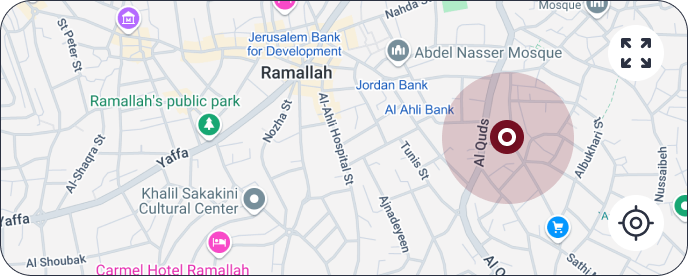 Nahda St
Mosque
St Peter St
Jerusalem Bank
for Development
Abdel Nasser Mosque
Ramallah
Jordan Bank
Ramallah's public park
Al Ahli Bank
Nozha St
Al-Ahli Hospital St
Al Quds
Albukhari St
Al-Shaqra St
Yaffa
Tunis St
Nussaibeh
Khalil Sakakini
Cultural Center
Ajnadeyeen
Yaffa
Al Shoubak
Carmel Hotel Ramallah